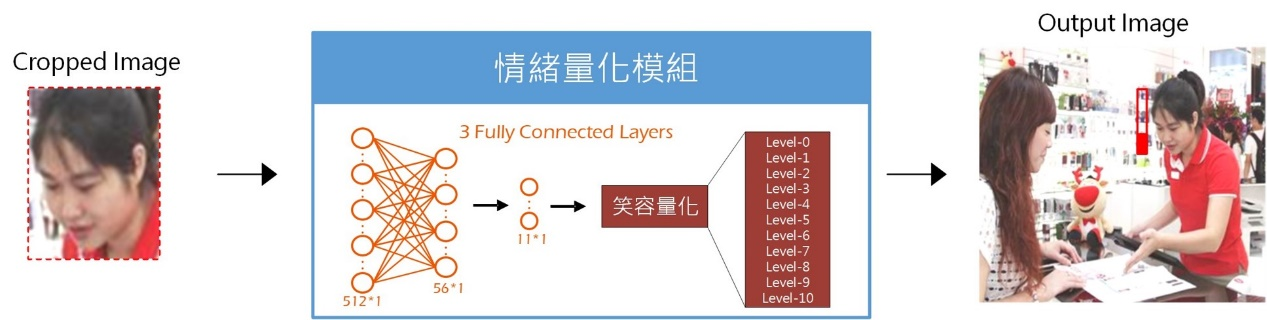 Cropped Image
情緒量化模組
3 Fully Connected Layers
512*1
56*1
11*1
笑容量化
Level-0
Level-1
Level-2
Level-3
Level-4
Level-5
Level-6
Level-7
Level-8
Level-9
Level-10
Output Image